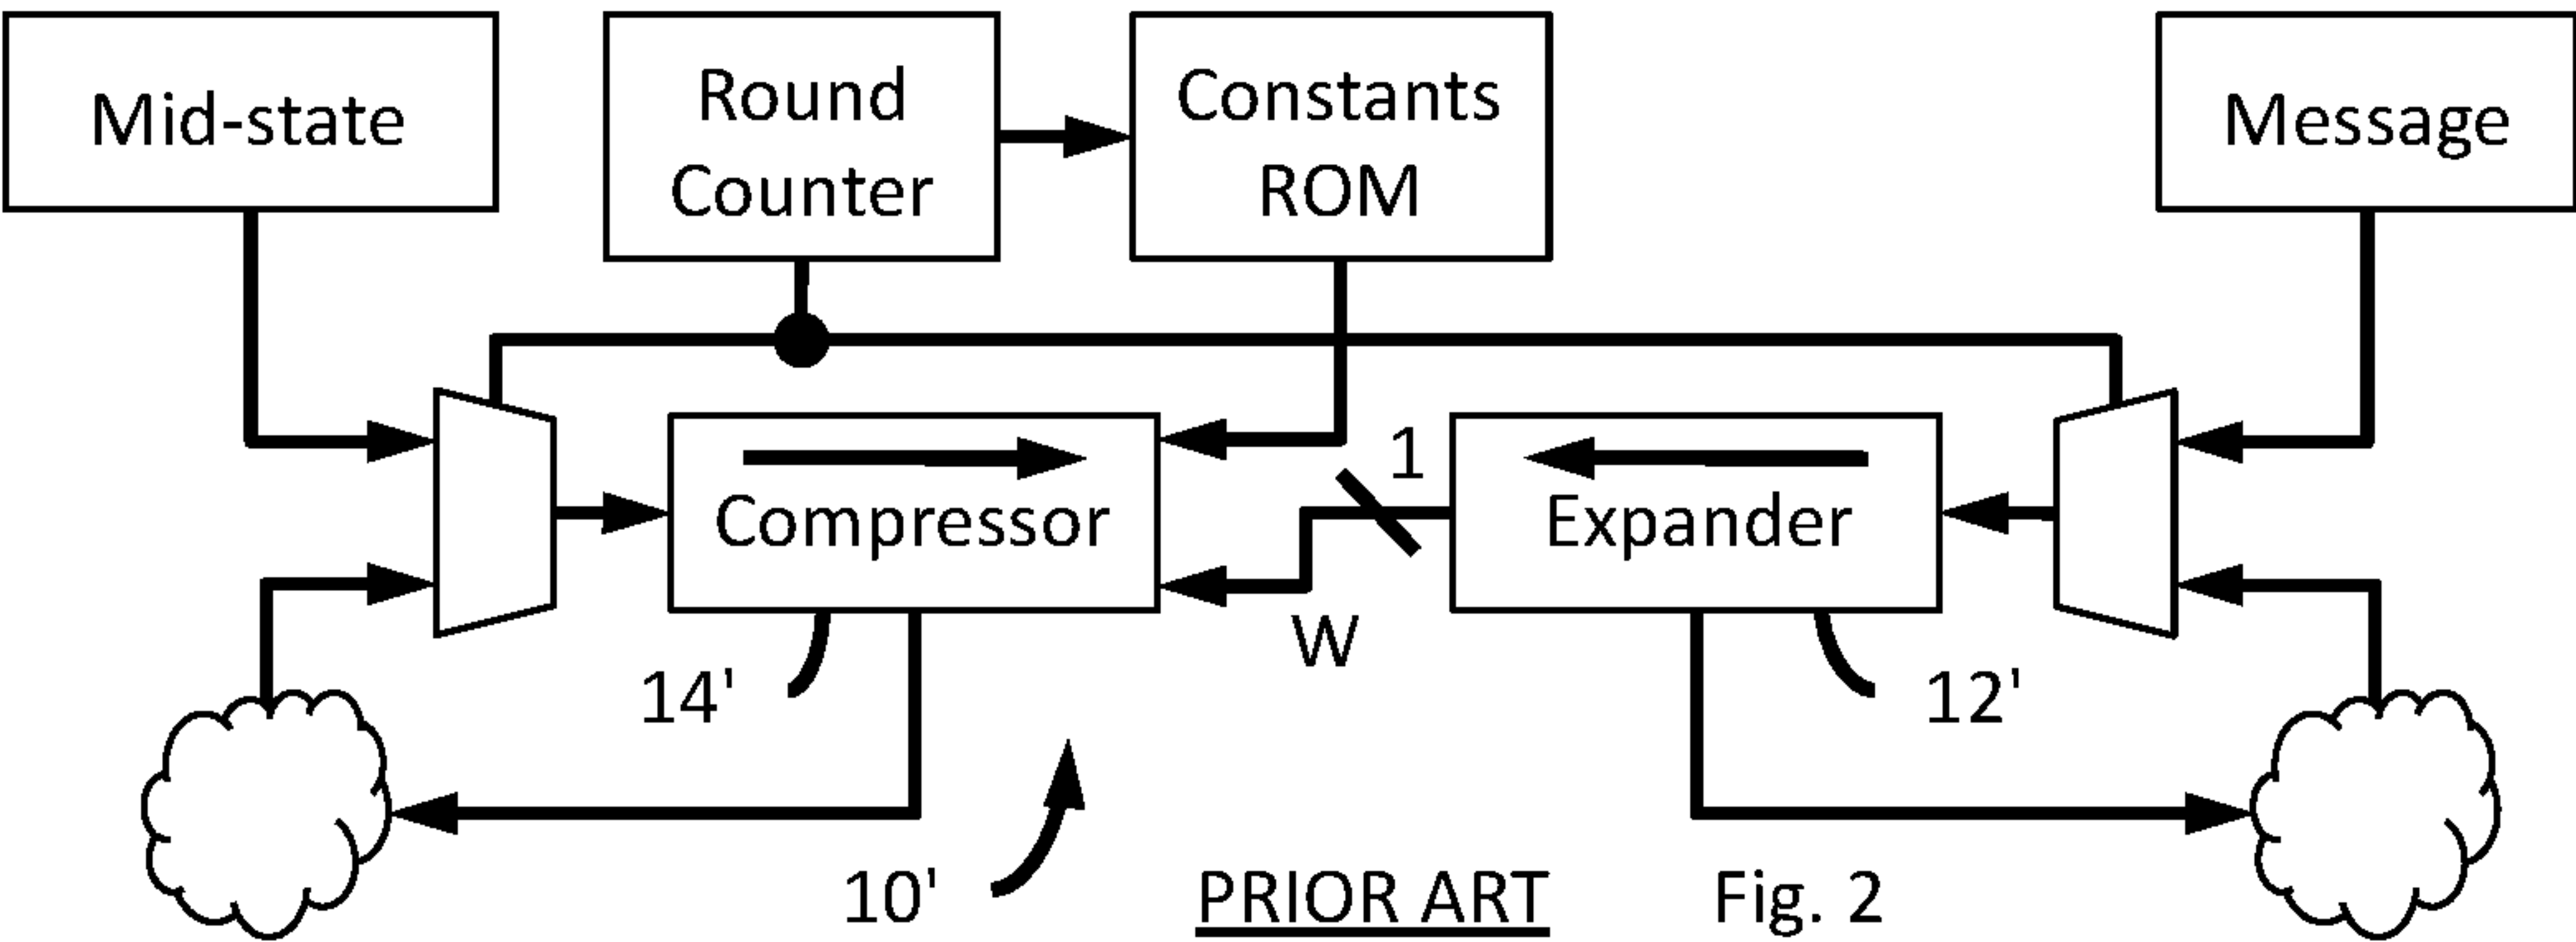 Mid-state
Round
Counter
Constants
ROM
Message
1
Compressor
Expander
W
14'
12'
10'
PRIOR ART
Fig. 2